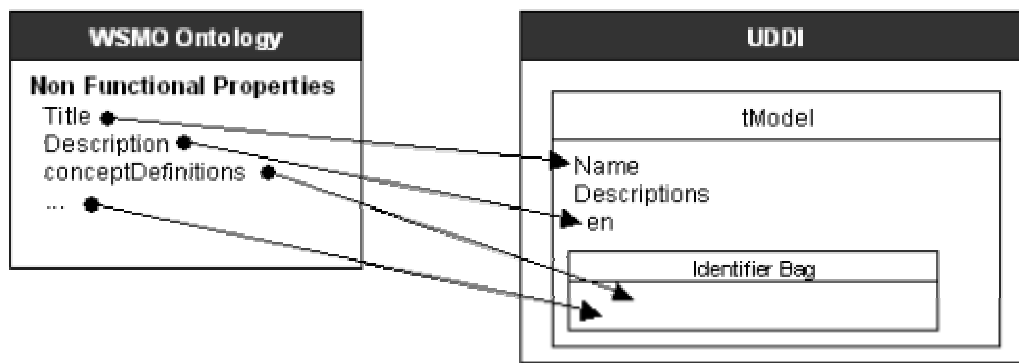 WSMO Ontology
Non Functional Properties
Title
Description
conceptDefinitions
...
UDDI
tModel
Name
Descriptions
en
Identifier Bag